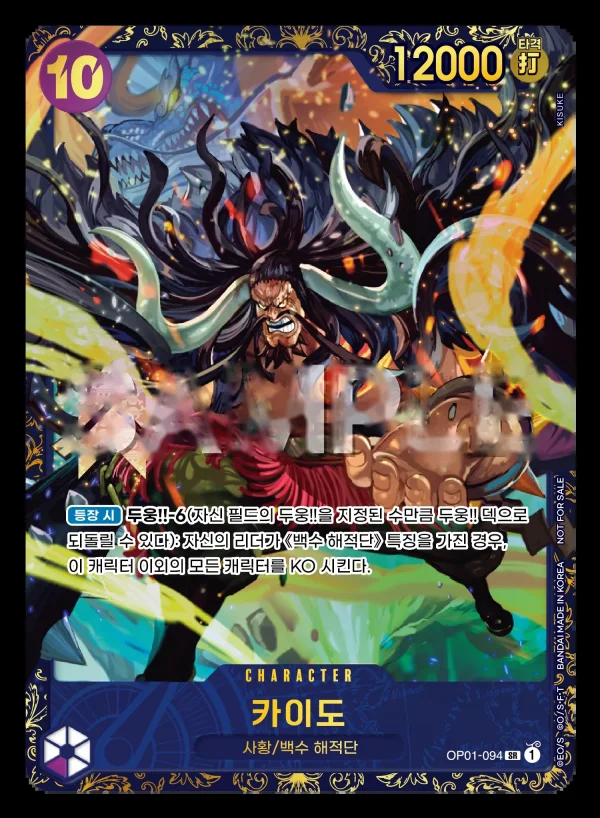 10
12000
타격
打
KISUKE
SAMPLE
등장 시 두웅!!-6(자신 필드의 두웅!!을 지정된 수만큼 두웅!! 덱으로
되돌릴 수 있다): 자신의 리더가 《백수 해적단》 특징을 가진 경우,
이 캐릭터 이외의 모든 캐릭터를 KO 시킨다.
CHARACTER
카이도
사황/백수 해적단
OP01-094 SR 1
©EO/S ©O/S·F·T BANDAI MADE IN KOREA NOT FOR SALE